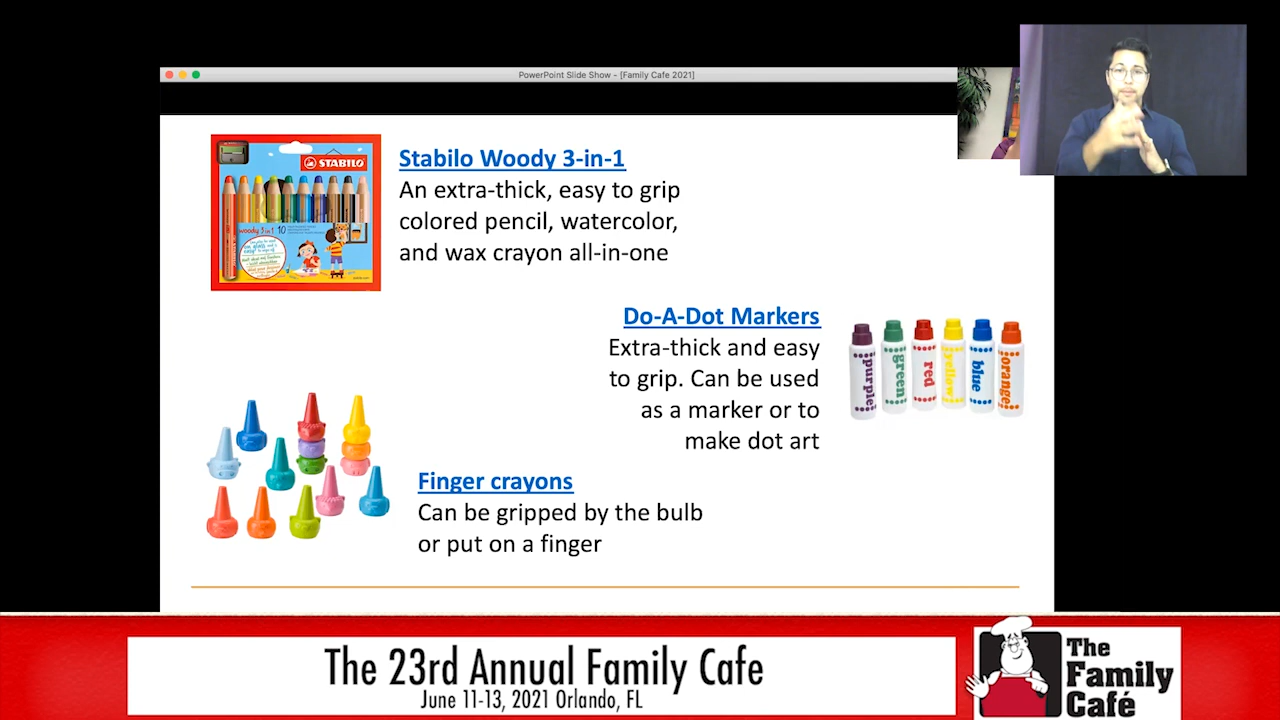 PowerPoint Slide Show - [Family Cafe 2021]
STABILO
woody 3 in 1
10
Stabilo Woody 3-in-1
An extra-thick, easy to grip
colored pencil, watercolor,
and wax crayon all-in-one
Do-A-Dot Markers
Extra-thick and easy
to grip. Can be used
as a marker or to
make dot art
purple
green
red
yellow
blue
orange
Finger crayons
Can be gripped by the bulb
or put on a finger
The 23rd Annual Family Cafe
June 11-13, 2021 Orlando, FL
The
Family
Café